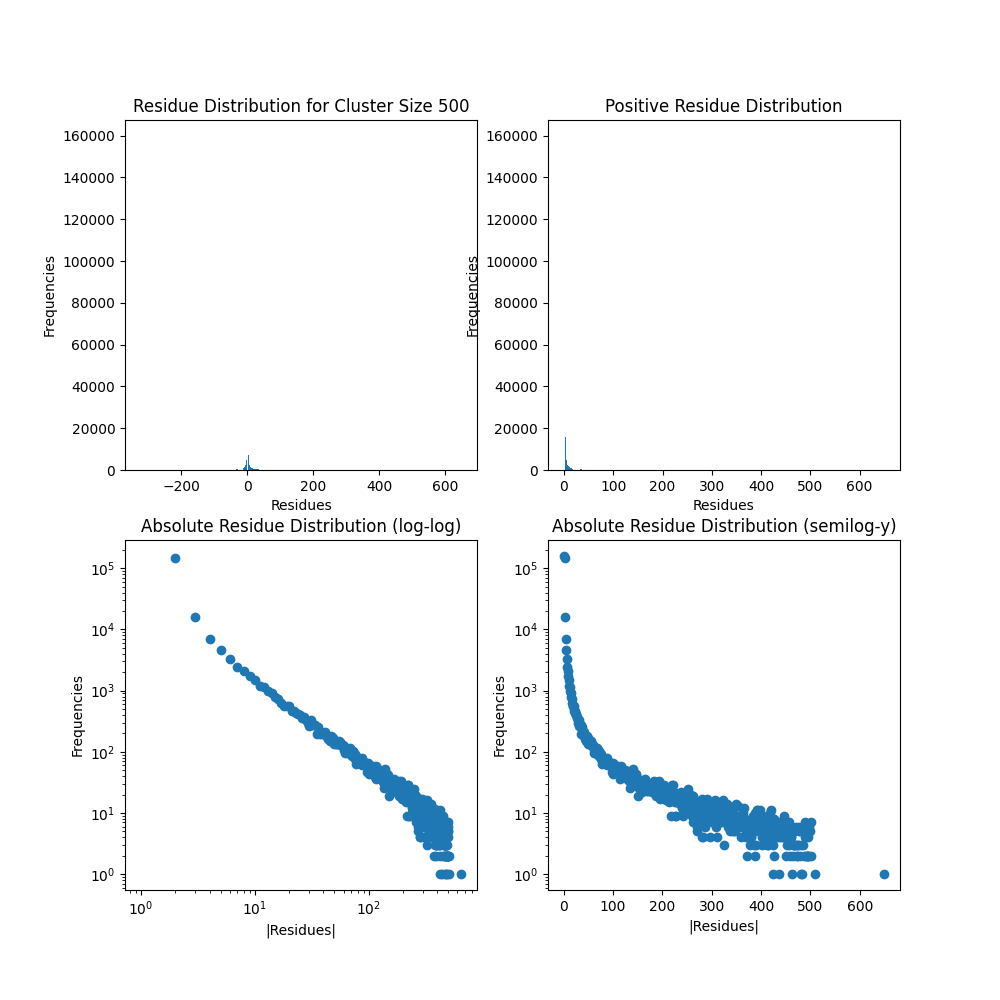 Residue Distribution for Cluster Size 500
160000
140000
120000
100000
80000
60000
40000
20000
0
Frequencies
−200 0 200 400 600
Residues
Positive Residue Distribution
160000
140000
120000
100000
80000
60000
40000
20000
0
Frequencies
0 100 200 300 400 500 600
Residues
Absolute Residue Distribution (log-log)
10^5
10^4
10^3
10^2
10^1
10^0
Frequencies
10^0 10^1 10^2
|Residues|
Absolute Residue Distribution (semilog-y)
10^5
10^4
10^3
10^2
10^1
10^0
Frequencies
0 100 200 300 400 500 600
|Residues|